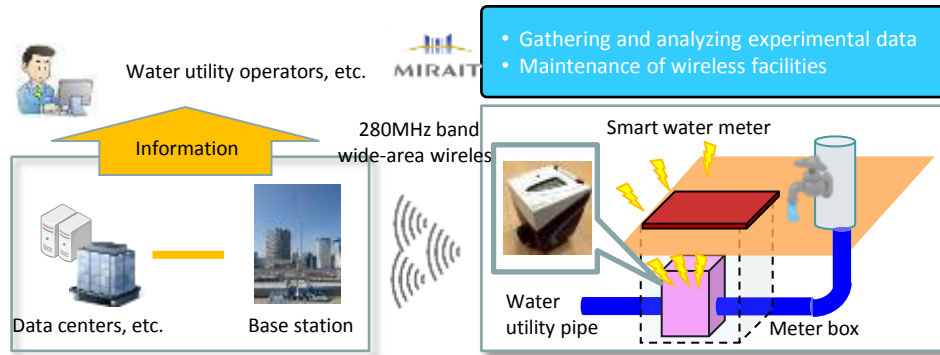 Water utility operators, etc.
MIRAIT
• Gathering and analyzing experimental data
• Maintenance of wireless facilities
Information
280MHz band
wide-area wireles
Smart water meter
Data centers, etc.
Base station
Water
utility pipe
Meter box